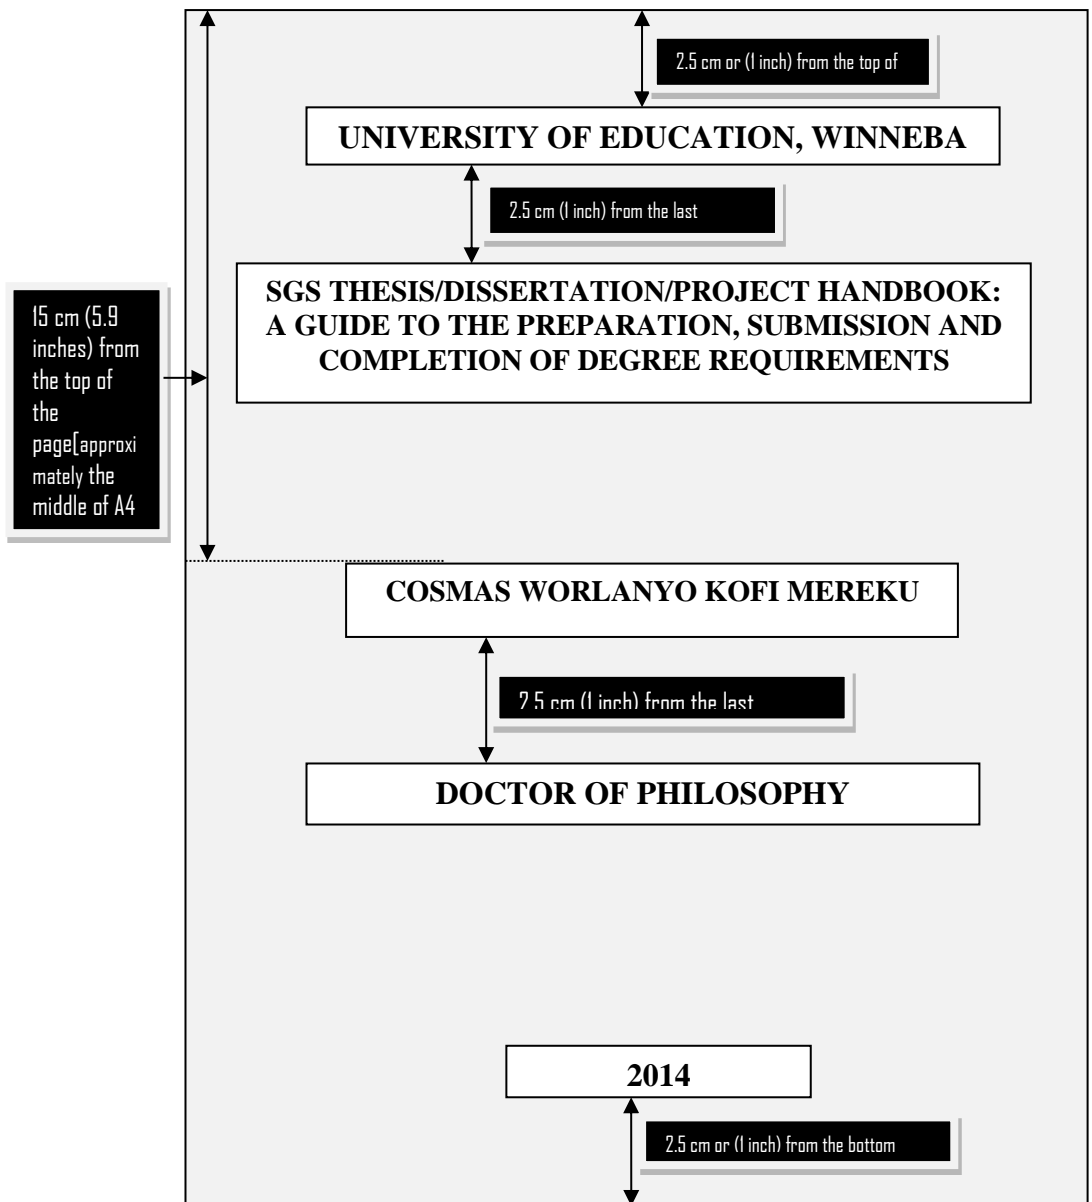 2.5 cm or (1 inch) from the top of
UNIVERSITY OF EDUCATION, WINNEBA
2.5 cm (1 inch) from the last
SGS THESIS/DISSERTATION/PROJECT HANDBOOK:
A GUIDE TO THE PREPARATION, SUBMISSION AND
COMPLETION OF DEGREE REQUIREMENTS
15 cm (5.9
inches) from
the top of
the
page[approxi
mately the
middle of A4
COSMAS WORLANYO KOFI MEREKU
2.5 cm (1 inch) from the last
DOCTOR OF PHILOSOPHY
2014
2.5 cm or (1 inch) from the bottom